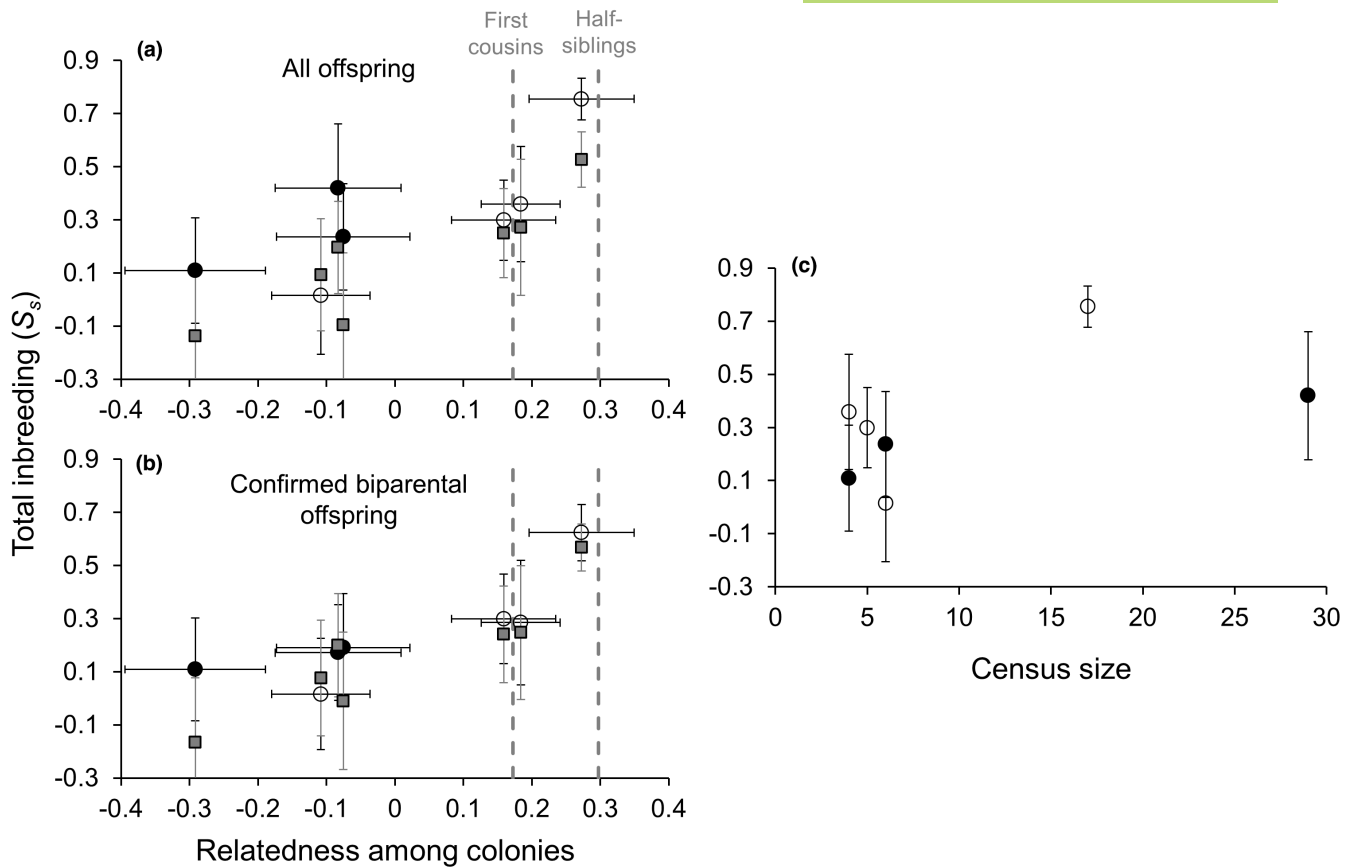 First
cousins
Half-
siblings
(a)
All offspring
0.9
0.7
0.5
0.3
0.1
-0.1
-0.3
-0.4 -0.3 -0.2 -0.1 0 0.1 0.2 0.3 0.4
(b)
Confirmed biparental
offspring
0.9
0.7
0.5
0.3
0.1
-0.1
-0.3
-0.4 -0.3 -0.2 -0.1 0 0.1 0.2 0.3 0.4
Total inbreeding (Ss)
Relatedness among colonies
(c)
0.9
0.7
0.5
0.3
0.1
-0.1
-0.3
0 5 10 15 20 25 30
Census size